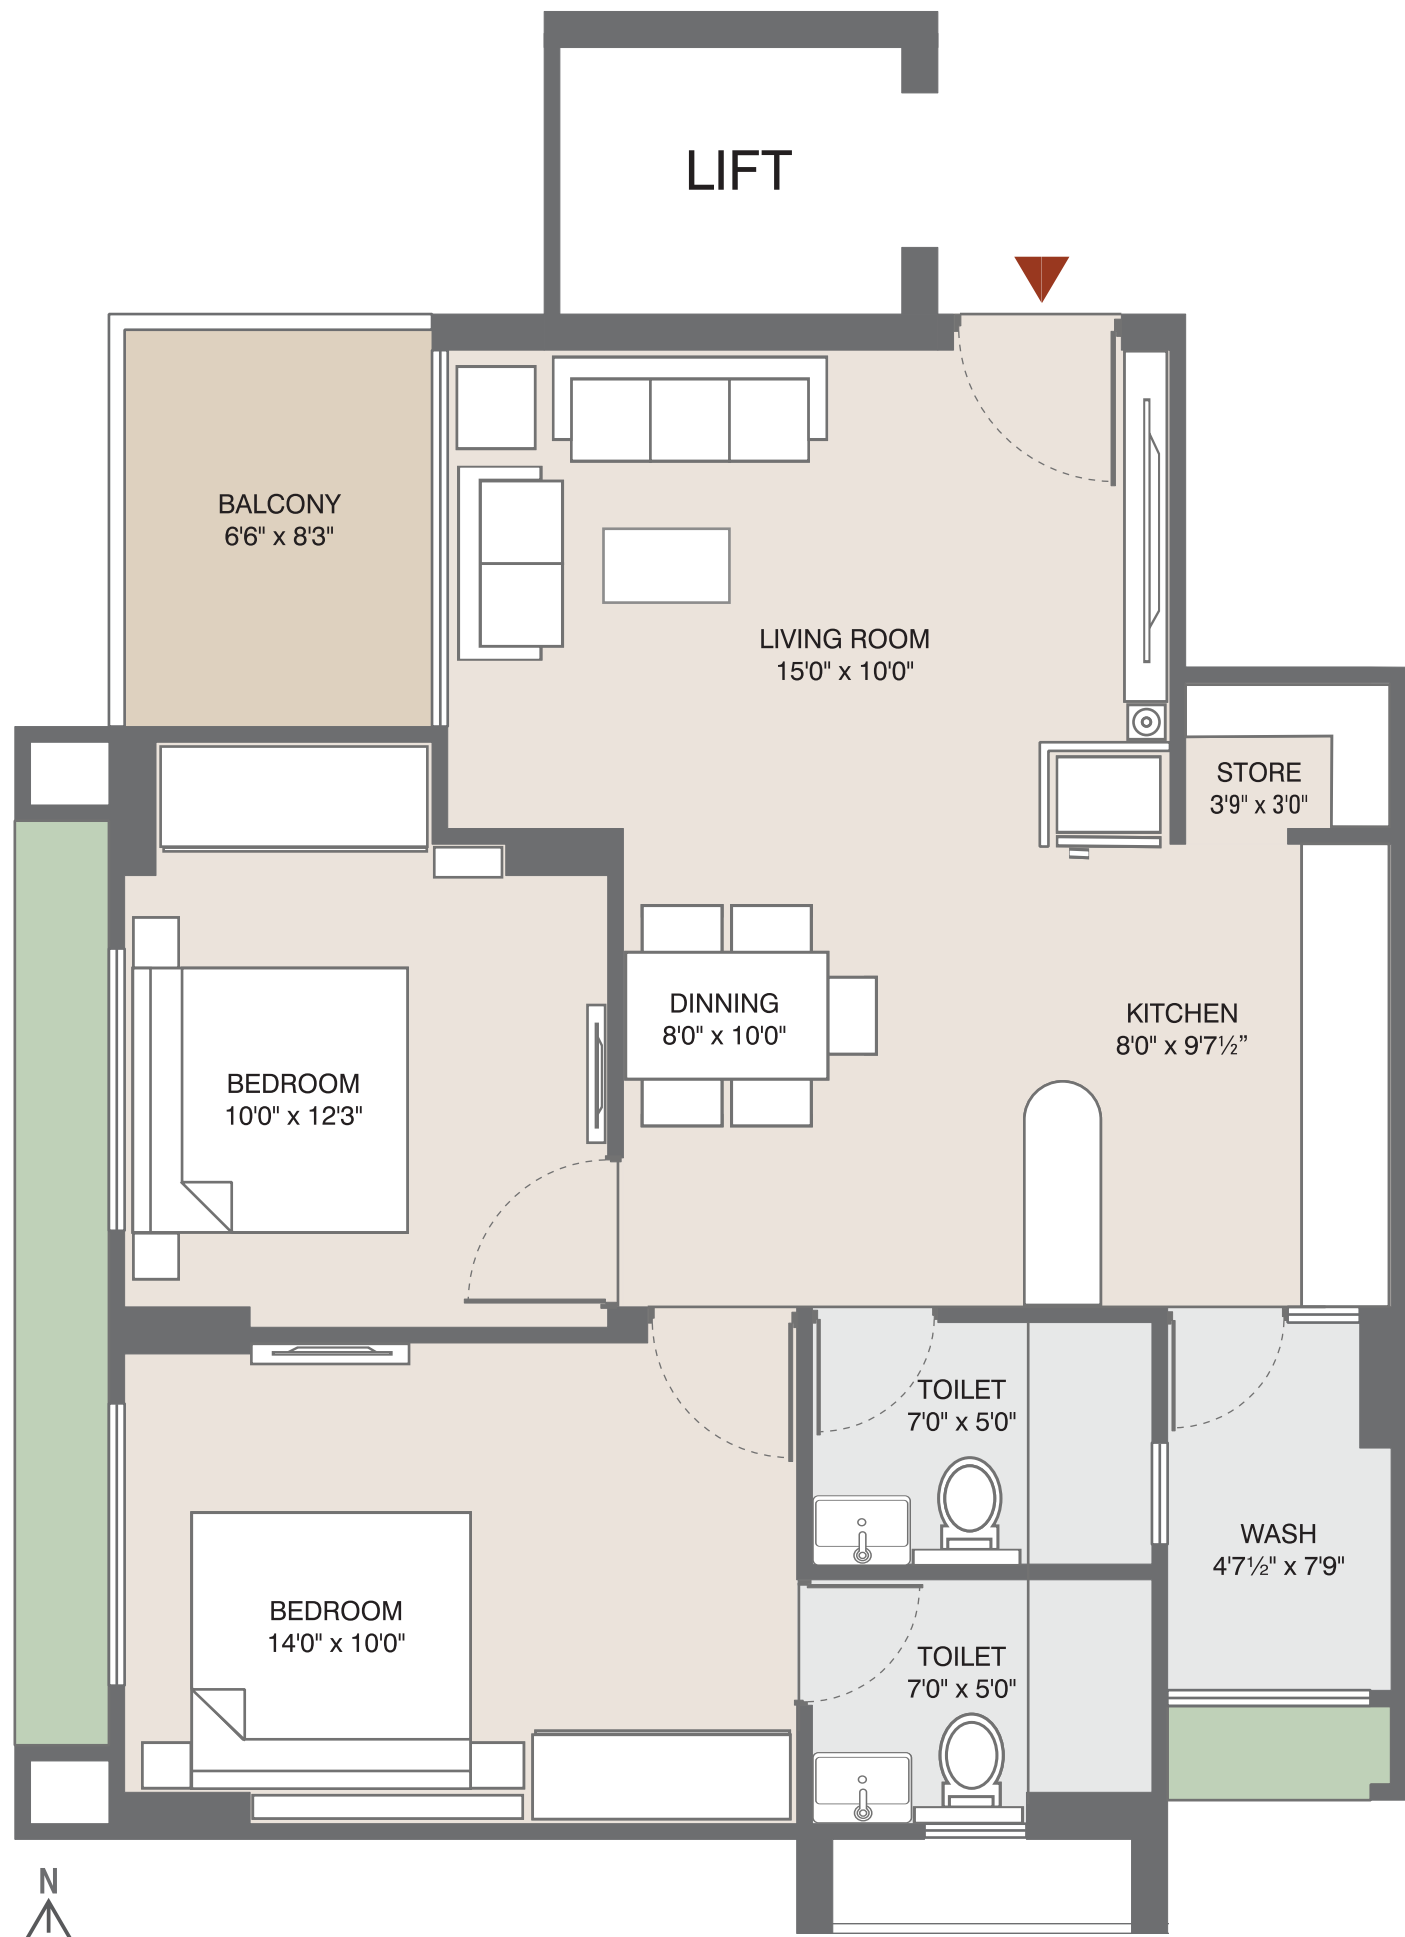 LIFT
BALCONY
6'6" x 8'3"
LIVING ROOM
15'0" x 10'0"
STORE
3'9" x 3'0"
DINNING
8'0" x 10'0"
KITCHEN
8'0" x 9'7½”
BEDROOM
10'0" x 12'3"
TOILET
7'0" x 5'0"
WASH
4'7½" x 7'9"
BEDROOM
14'0" x 10'0"
TOILET
7'0" x 5'0"
N